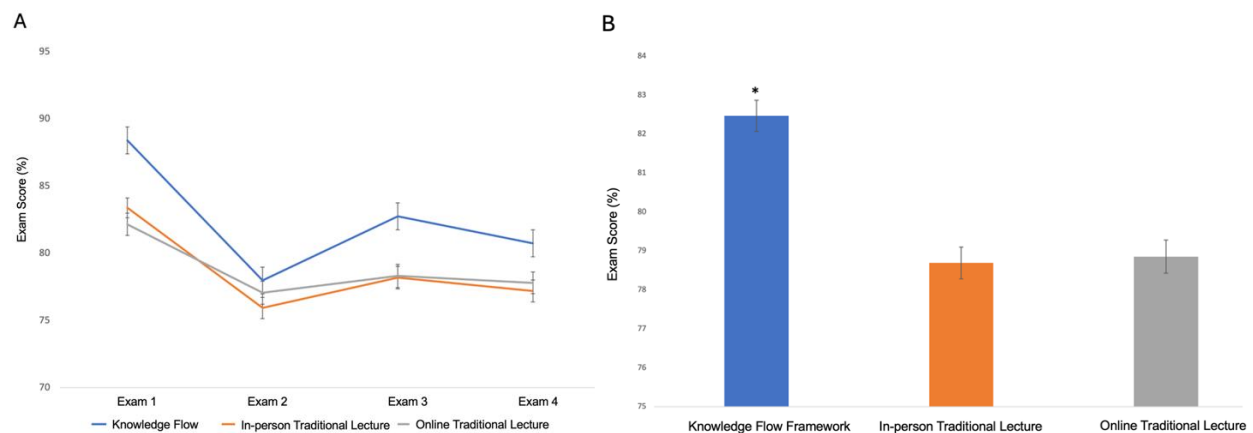 A
95
90
85
80
75
70
Exam Score (%)
Exam 1 Exam 2 Exam 3 Exam 4
Knowledge Flow In-person Traditional Lecture Online Traditional Lecture
B
84
83
82
81
80
79
78
77
76
75
Exam Score (%)
*
Knowledge Flow Framework In-person Traditional Lecture Online Traditional Lecture